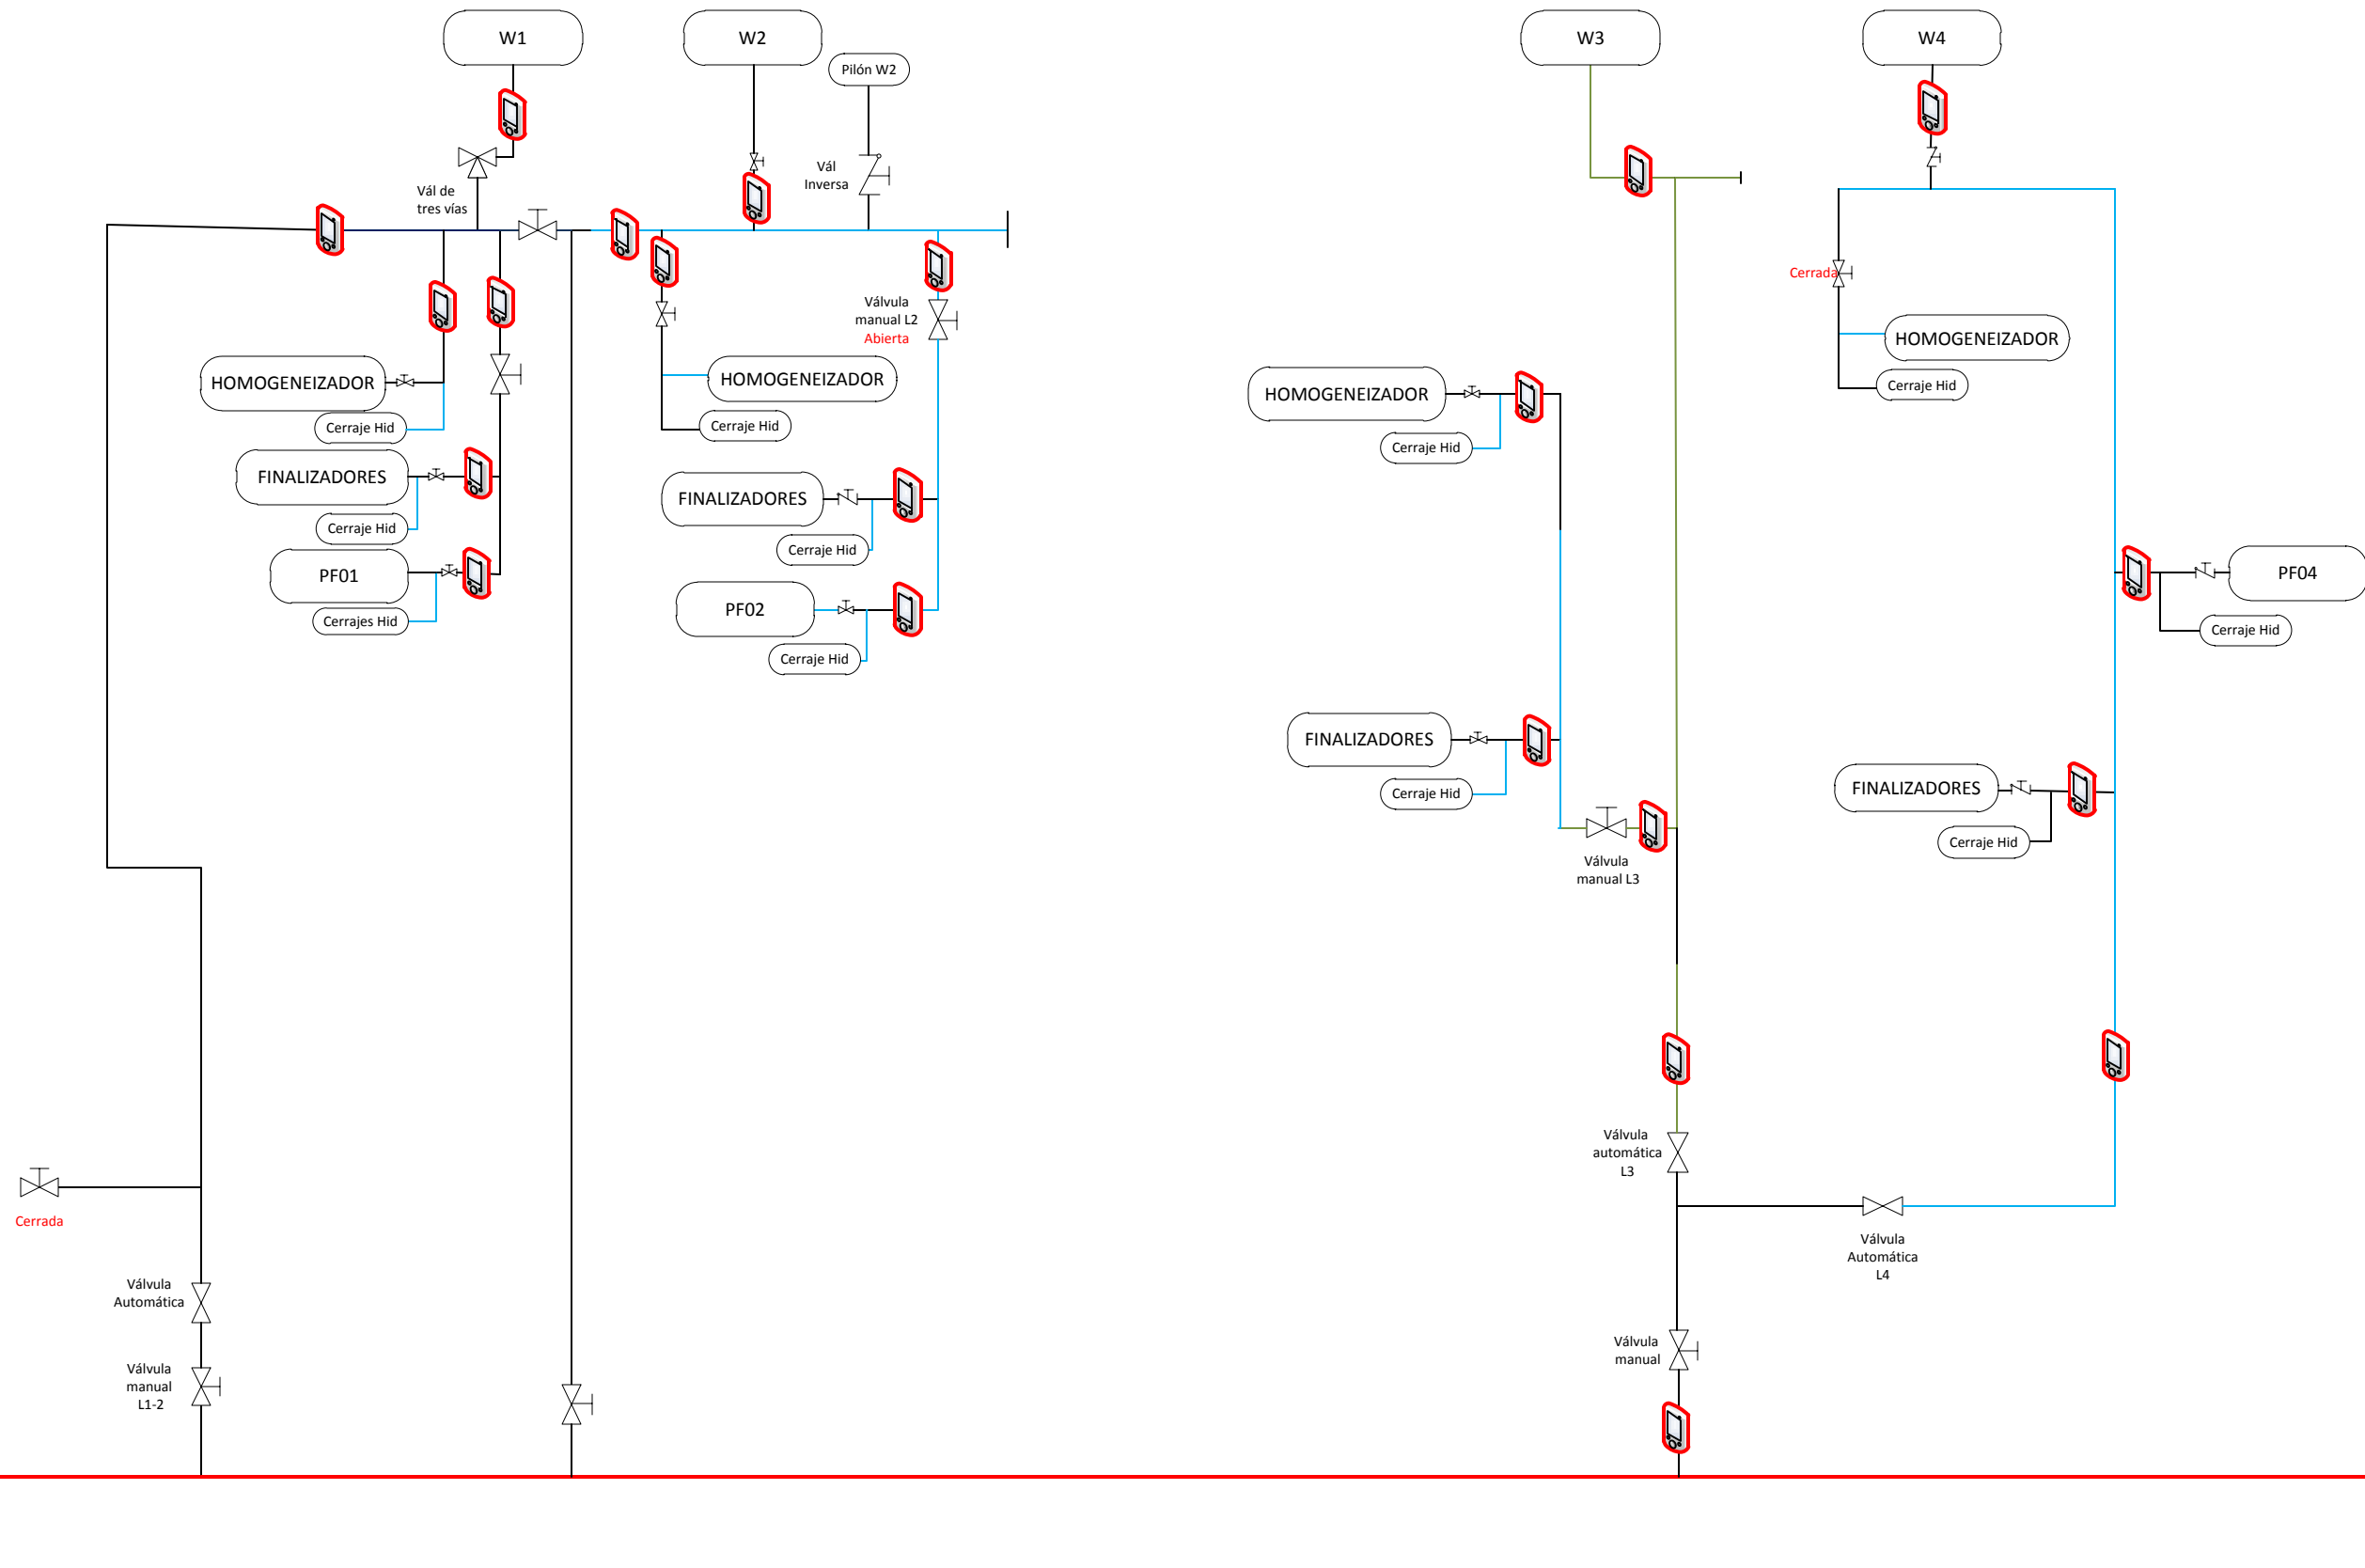 W1
W2
Pilón W2
W3
W4
Vál
Inversa
Vál de
tres vías
Cerrada
Válvula
manual L2
Abierta
HOMOGENEIZADOR
Cerraje Hid
FINALIZADORES
Cerraje Hid
PF01
Cerrajes Hid
HOMOGENEIZADOR
Cerraje Hid
FINALIZADORES
Cerraje Hid
PF02
Cerraje Hid
HOMOGENEIZADOR
Cerraje Hid
FINALIZADORES
Cerraje Hid
Válvula
manual L3
HOMOGENEIZADOR
Cerraje Hid
PF04
Cerraje Hid
FINALIZADORES
Cerraje Hid
Válvula
automática
L3
Válvula
Automática
L4
Válvula
manual
Cerrada
Válvula
Automática
Válvula
manual
L1-2